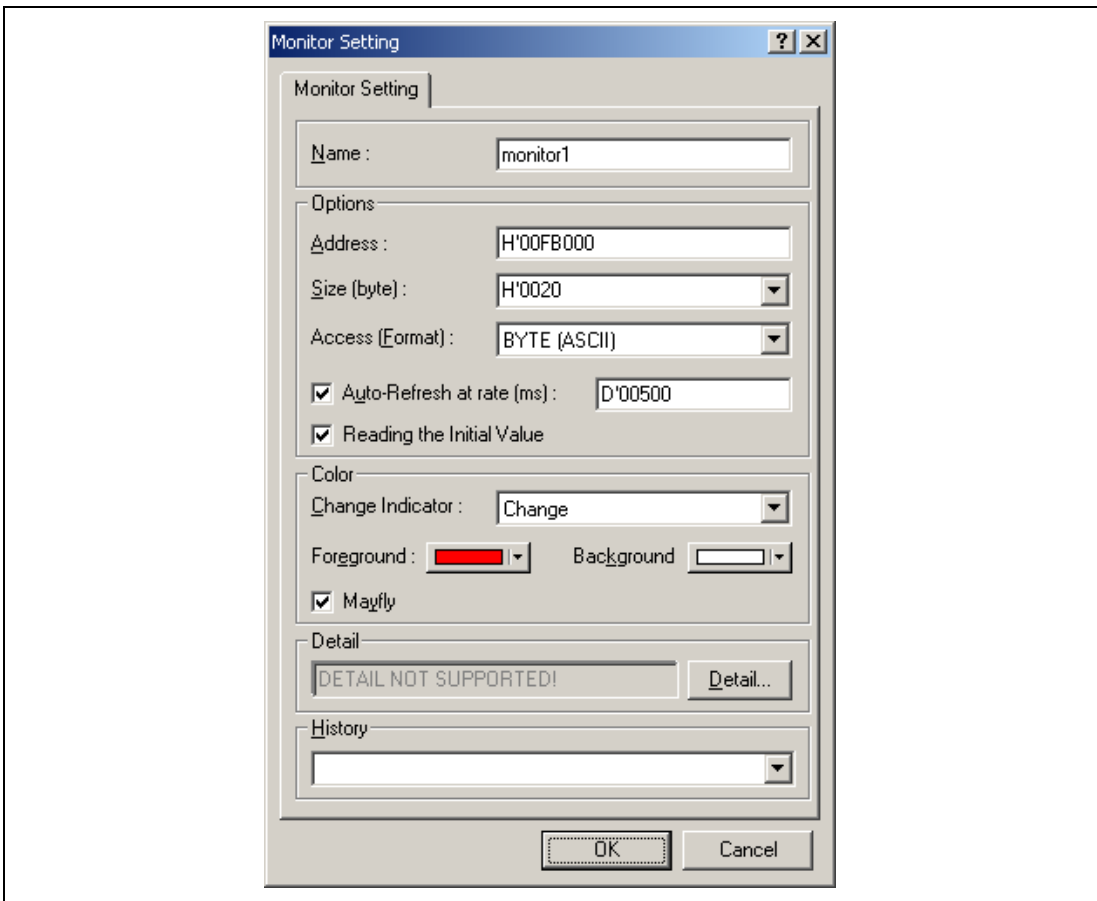 Monitor Setting
Monitor Setting
Name : monitor1
Options
Address : H'00FB000
Size (byte) : H'0020
Access (Format) : BYTE (ASCII)
Auto-Refresh at rate (ms) : D'00500
Reading the Initial Value
Color
Change Indicator : Change
Foreground : Background
Mayfly
Detail
DETAIL NOT SUPPORTED! Detail...
History
OK Cancel